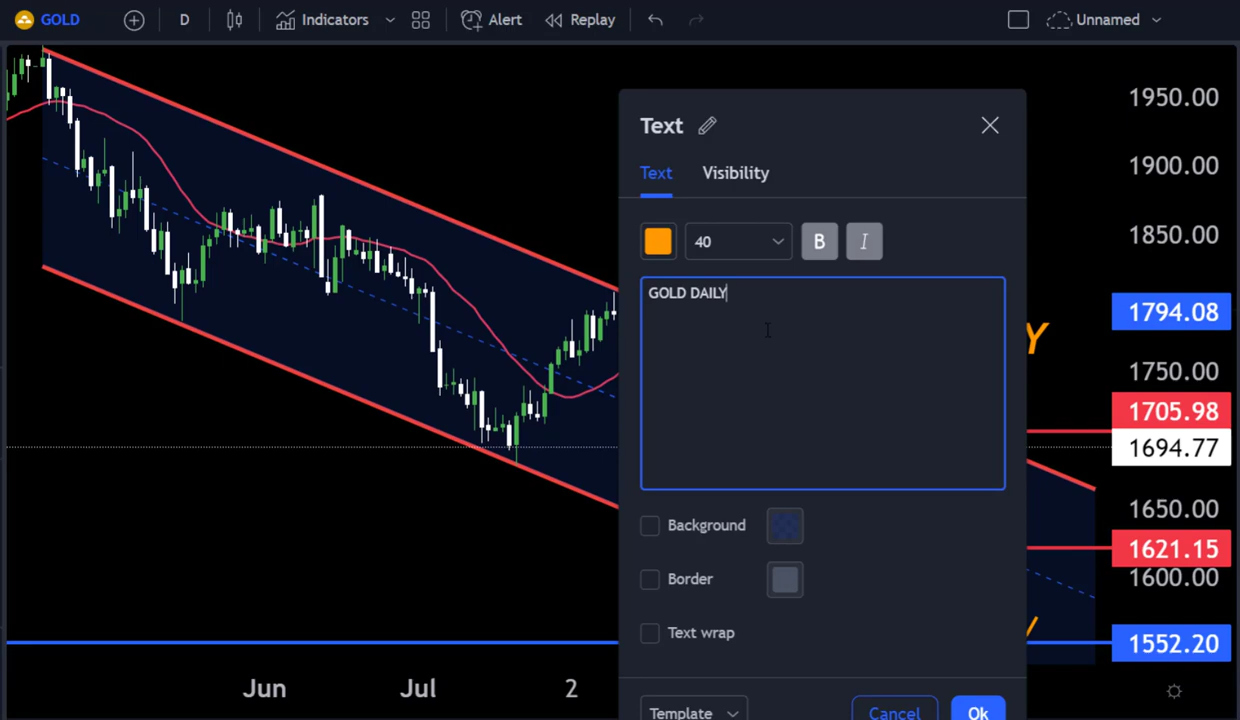 GOLD D Indicators Alert Replay Unnamed
1950.00
1900.00
1850.00
1794.08
1750.00
1705.98
1694.77
1650.00
1621.15
1600.00
1552.20
Jun Jul 2
Text
Text Visibility
40 B I
GOLD DAILY
Background
Border
Text wrap
Template Cancel Ok
Y